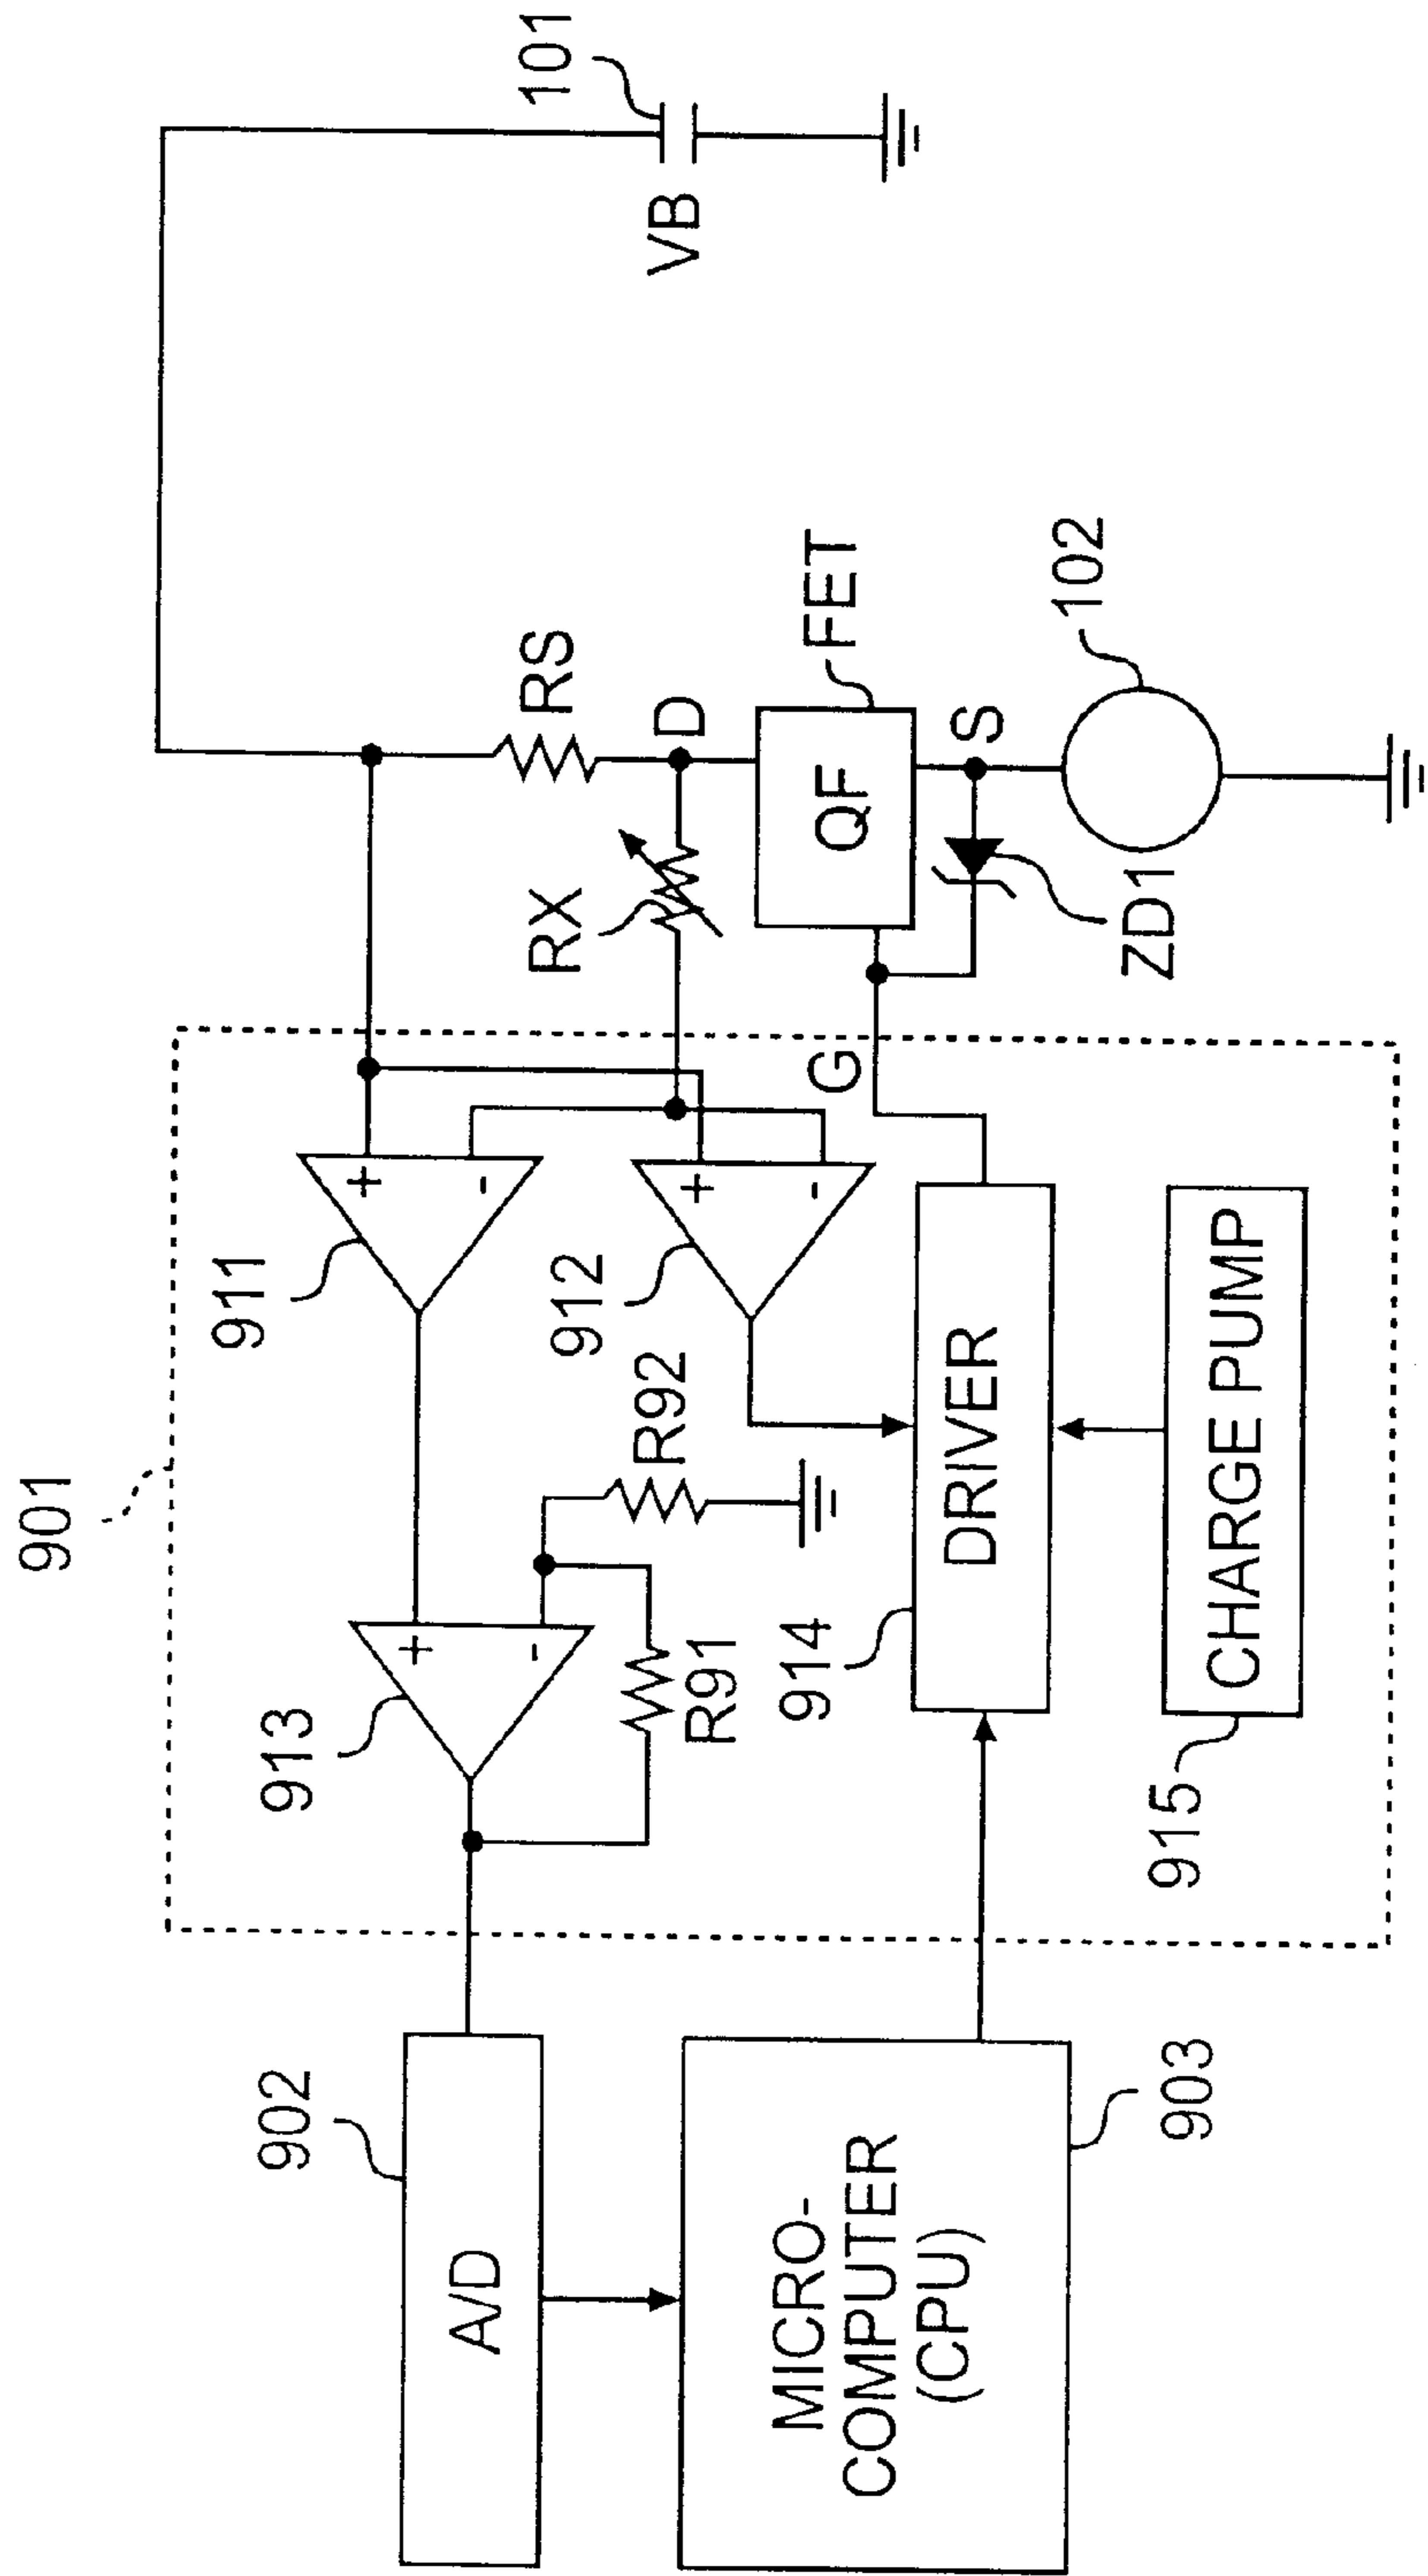 901
902
A/D
MICRO-
COMPUTER
(CPU)
903
913
+
-
R91
R92
911
+
-
912
+
-
914
DRIVER
915
CHARGE PUMP
G
RX
RS
D
FET
QF
S
ZD1
102
VB
101